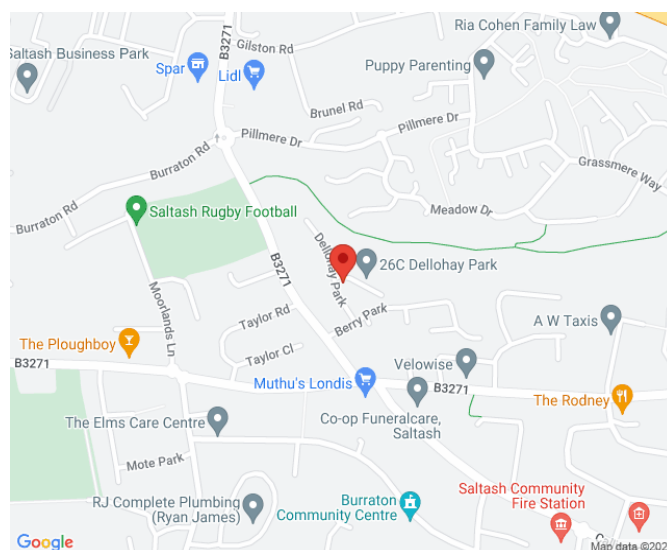 Ria Cohen Family Law
B3271
Gilston Rd
Saltash Business Park
Spar
Lidl
Puppy Parenting
Brunel Rd
Pillmere Dr
Pillmere Dr
Burraton Rd
Grassmere Way
Burraton Rd
Saltash Rugby Football
Meadow Dr
B3271
Dellohay Park
26C Dellohay Park
Moorlands Ln
Taylor Rd
Berry Park
A W Taxis
The Ploughboy
B3271
Taylor Cl
Velowise
Muthu's Londis
B3271
The Rodney
Co-op Funeralcare,
Saltash
The Elms Care Centre
Mote Park
Saltash Community
Fire Station
RJ Complete Plumbing
(Ryan James)
Burraton
Community Centre
Google
Map data ©202